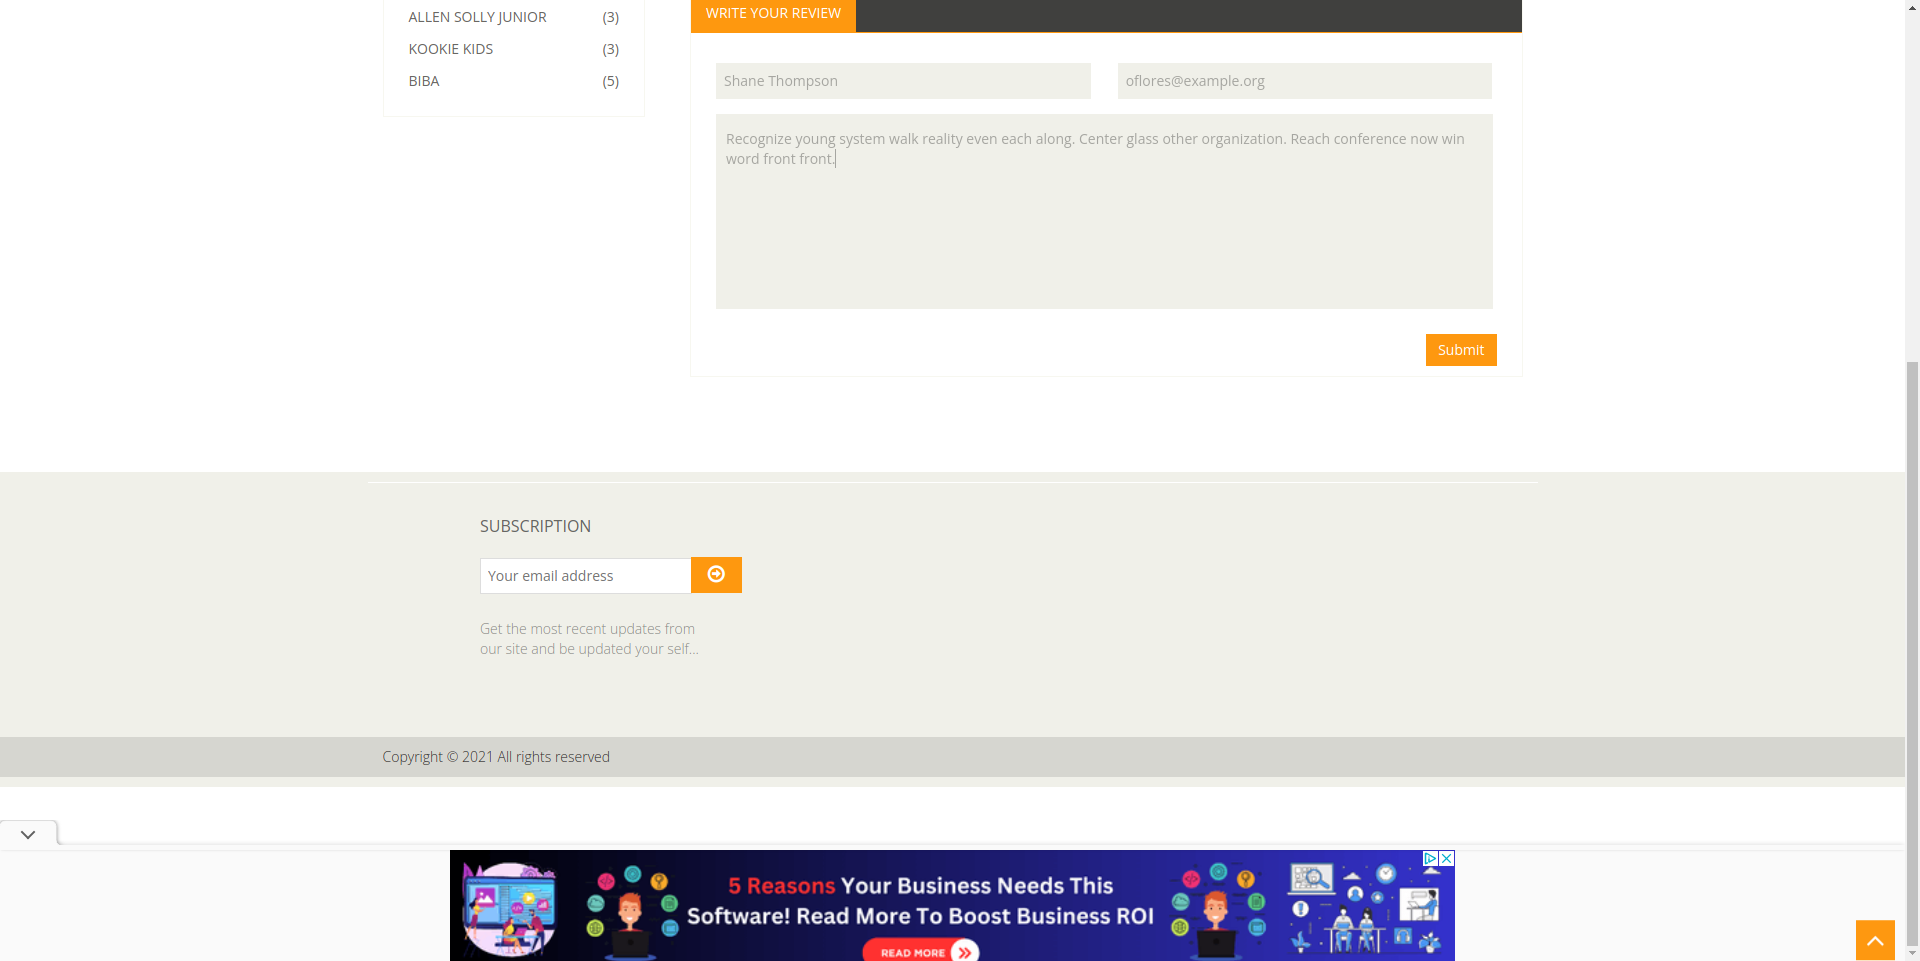 ALLEN SOLLY JUNIOR (3)
KOOKIE KIDS (3)
BIBA (5)
WRITE YOUR REVIEW
Shane Thompson
oflores@example.org
Recognize young system walk reality even each along. Center glass other organization. Reach conference now win
word front front.
Submit
SUBSCRIPTION
Your email address
Get the most recent updates from
our site and be updated your self...
Copyright © 2021 All rights reserved
5 Reasons Your Business Needs This
Software! Read More To Boost Business ROI
READ MORE